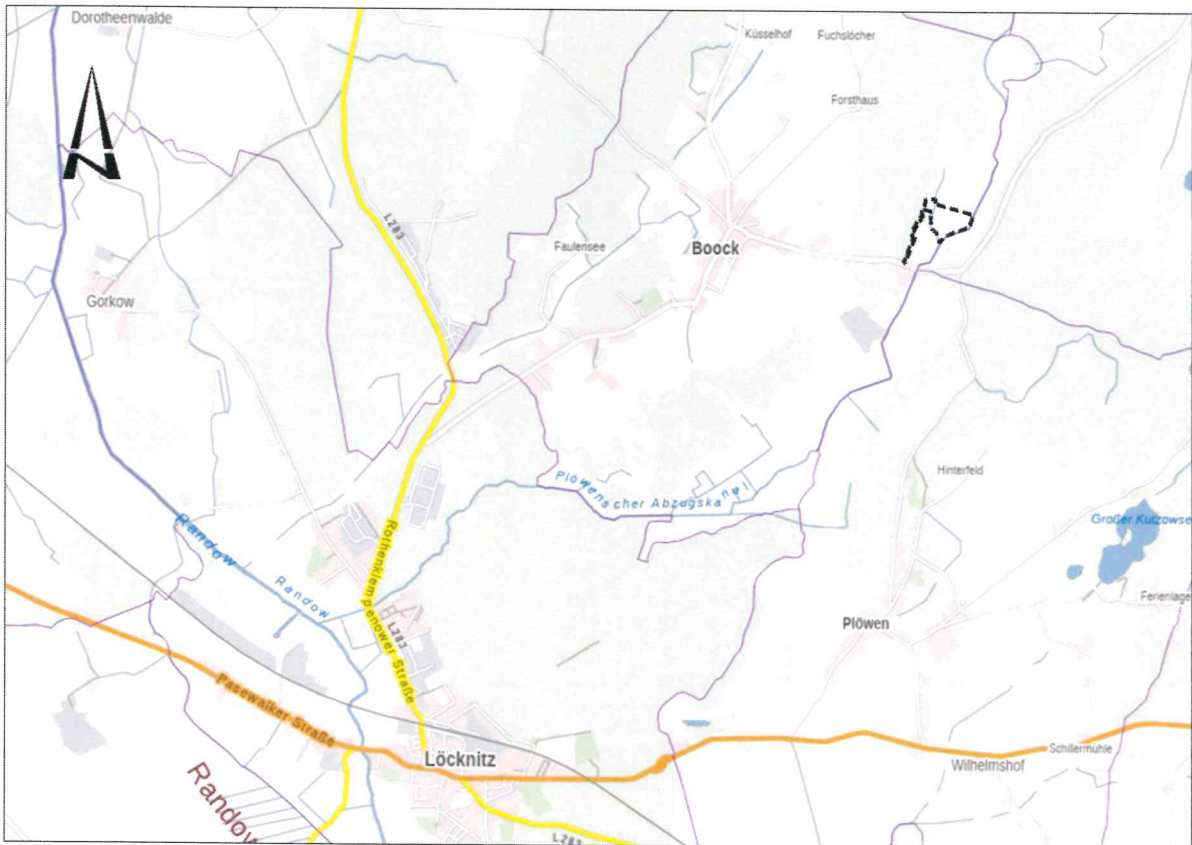 Dorotheenwalde
Küsselhof
Fuchslöcher
Forsthaus
N
L283
Faulensee
Boock
Gorkow
Hinterfeld
Plöwenscher Abzugskanal
Großer Kutzowse
Randow
Randow
Rothenklempenower Straße
Ferienlage
Plöwen
L283
Pasewalker Straße
Löcknitz
Schillermühle
Wilhelmshof
Randow
L283